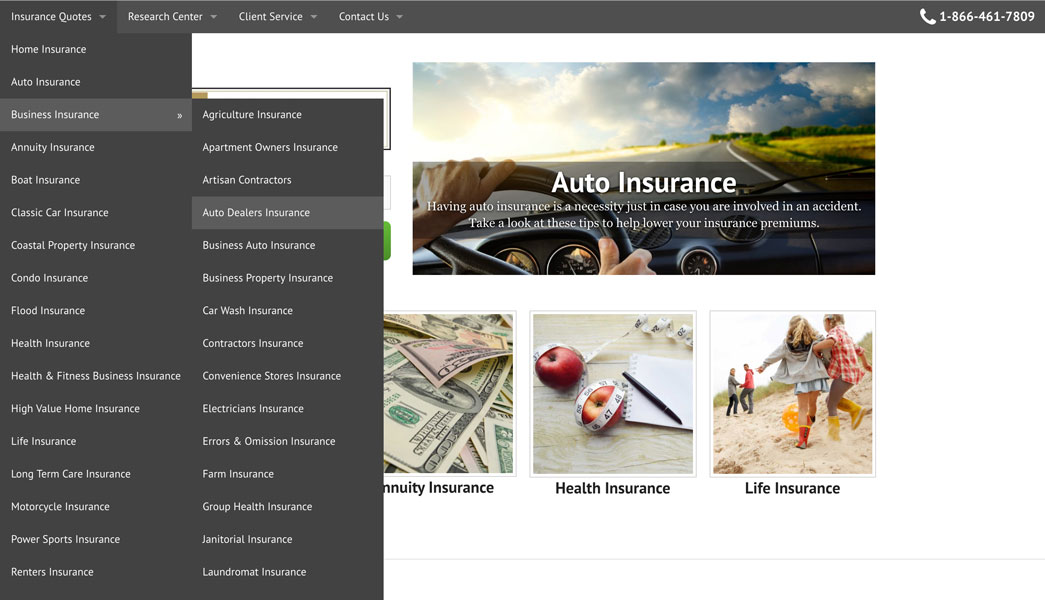 Insurance Quotes Research Center Client Service Contact Us 1-866-461-7809
Home Insurance
Auto Insurance
Business Insurance »
Annuity Insurance
Boat Insurance
Classic Car Insurance
Coastal Property Insurance
Condo Insurance
Flood Insurance
Health Insurance
Health & Fitness Business Insurance
High Value Home Insurance
Life Insurance
Long Term Care Insurance
Motorcycle Insurance
Power Sports Insurance
Renters Insurance
Agriculture Insurance
Apartment Owners Insurance
Artisan Contractors
Auto Dealers Insurance
Business Auto Insurance
Business Property Insurance
Car Wash Insurance
Contractors Insurance
Convenience Stores Insurance
Electricians Insurance
Errors & Omission Insurance
Farm Insurance
Group Health Insurance
Janitorial Insurance
Laundromat Insurance
Auto Insurance
Having auto insurance is a necessity just in case you are involved in an accident.
Take a look at these tips to help lower your insurance premiums.
nnuity Insurance
Health Insurance
Life Insurance